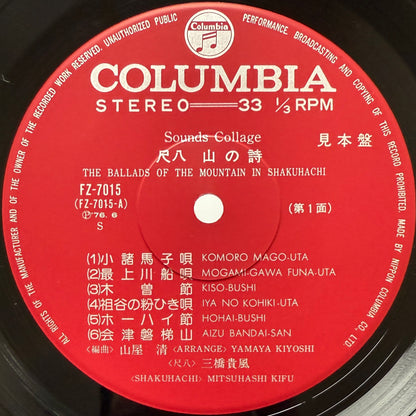 ALL RIGHTS OF THE MANUFACTURER AND OF THE OWNER OF THE RECORDED WORK RESERVED. UNAUTHORIZED PUBLIC PERFORMANCE, BROADCASTING AND COPYING OF THIS RECORD PROHIBITED
MADE BY NIPPON COLUMBIA CO., LTD.
Columbia
COLUMBIA
STEREO 33 1/3 RPM
Sounds Collage
見本盤
尺八 山の詩
THE BALLADS OF THE MOUNTAIN IN SHAKUHACHI
FZ-7015
(FZ-7015-A)
Ⓟ'76.6
S
(第1面)
(1)小諸馬子唄 KOMORO MAGO-UTA
(2)最上川船唄 MOGAMI-GAWA FUNA-UTA
(3)木曽節 KISO-BUSHI
(4)祖谷の粉ひき唄 IYA NO KOHIKI-UTA
(5)ホーハイ節 HOHAI-BUSHI
(6)会津磐梯山 AIZU BANDAI-SAN
〈編曲〉山屋 清 〈ARRANGE〉YAMAYA KIYOSHI
〈尺八〉三橋貴風
〈SHAKUHACHI〉MITSUHASHI KIFU